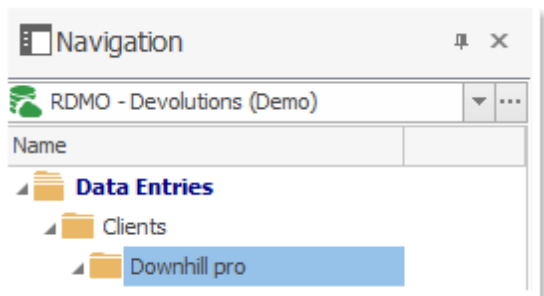 Navigation
RDMO - Devolutions (Demo)
Name
Data Entries
Clients
Downhill pro